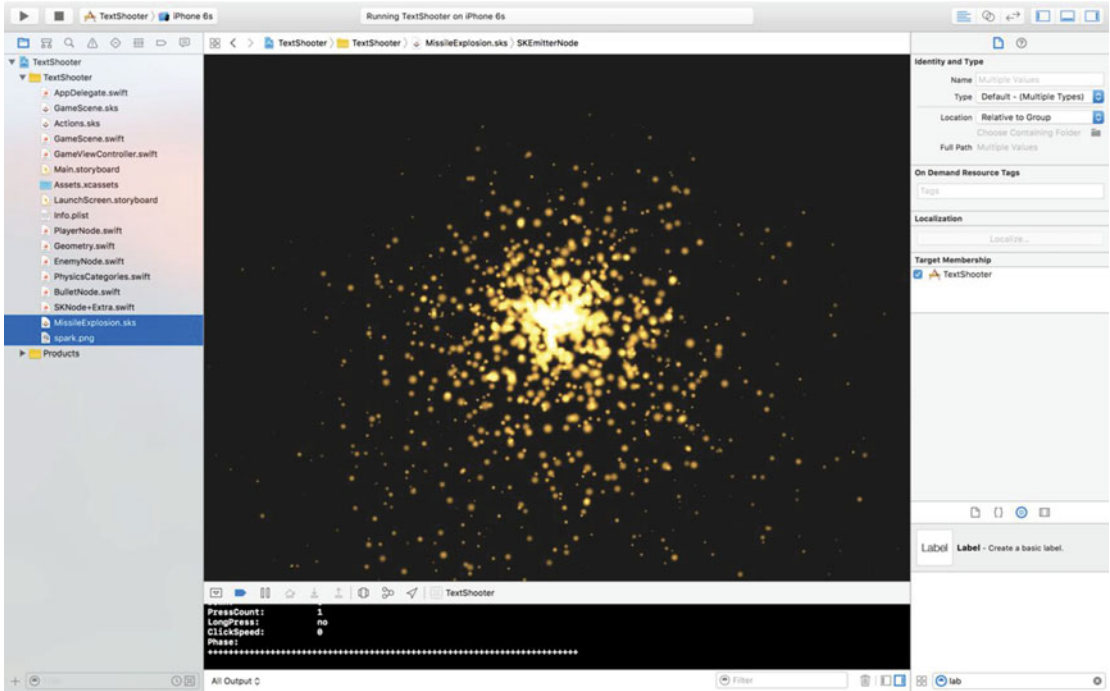 TextShooter 〉 iPhone 6s
Running TextShooter on iPhone 6s
TextShooter 〉 TextShooter 〉 MissileExplosion.sks 〉 SKEmitterNode
TextShooter
TextShooter
AppDelegate.swift
GameScene.sks
Actions.sks
GameScene.swift
GameViewController.swift
Main.storyboard
Assets.xcassets
LaunchScreen.storyboard
Info.plist
PlayerNode.swift
Geometry.swift
EnemyNode.swift
PhysicsCategories.swift
BulletNode.swift
SKNode+Extra.swift
MissileExplosion.sks
spark.png
Products
Identity and Type
Name Multiple Values
Type Default - (Multiple Types)
Location Relative to Group
Choose Containing Folder
Full Path Multiple Values
On Demand Resource Tags
Tags
Localization
Localize...
Target Membership
TextShooter
Label Label - Create a basic label.
TextShooter
PressCount: 1
LongPress: no
ClickSpeed: 0
Phase:
All Output
Filter
lab